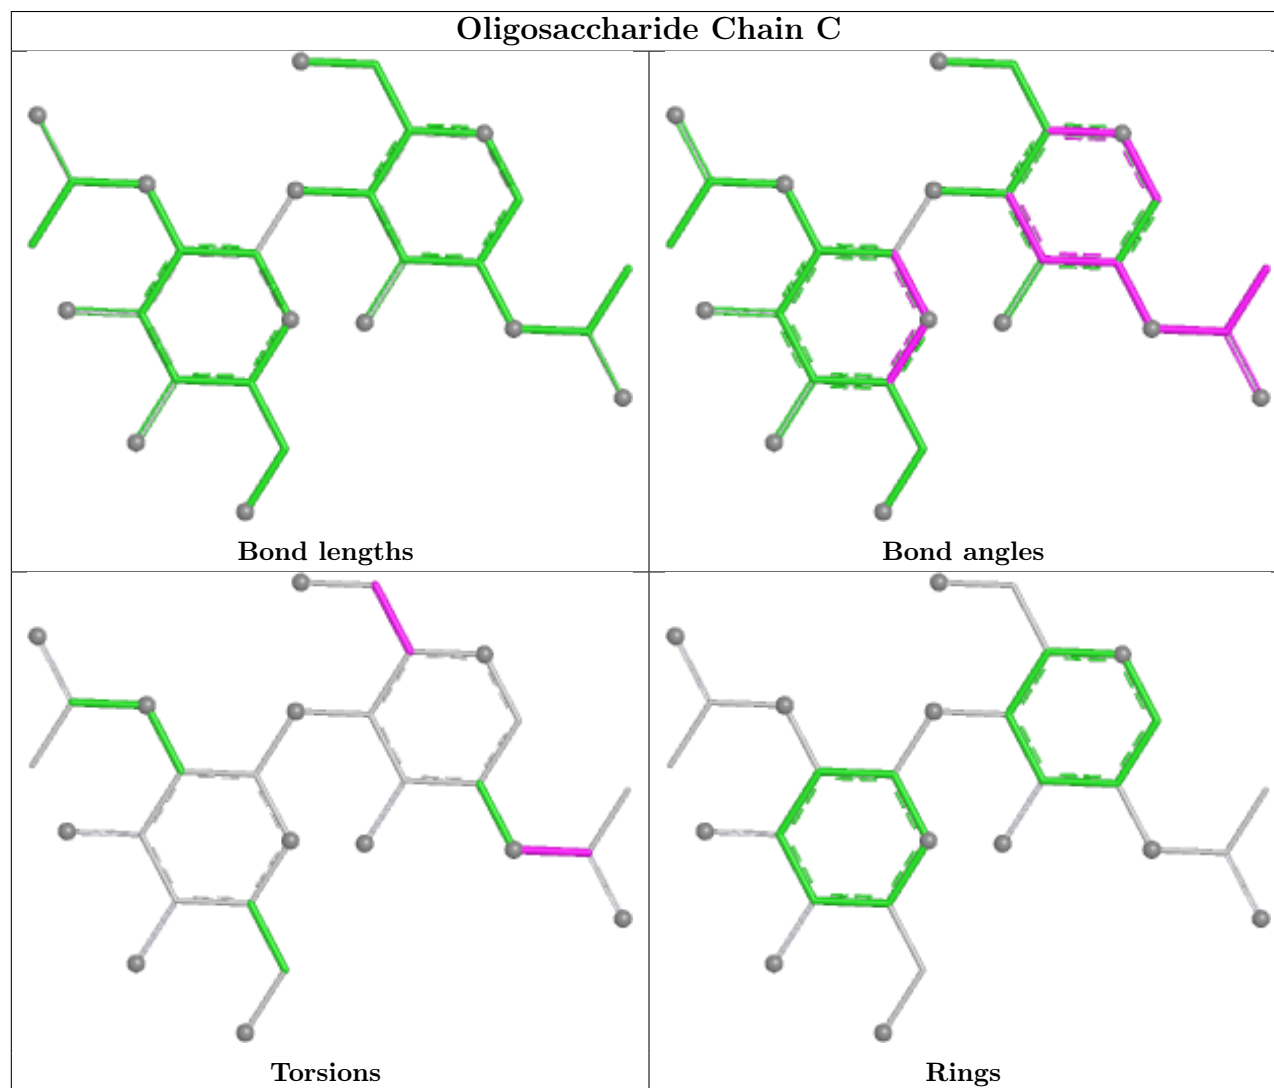 Oligosaccharide Chain C
Bond lengths
Bond angles
Torsions
Rings